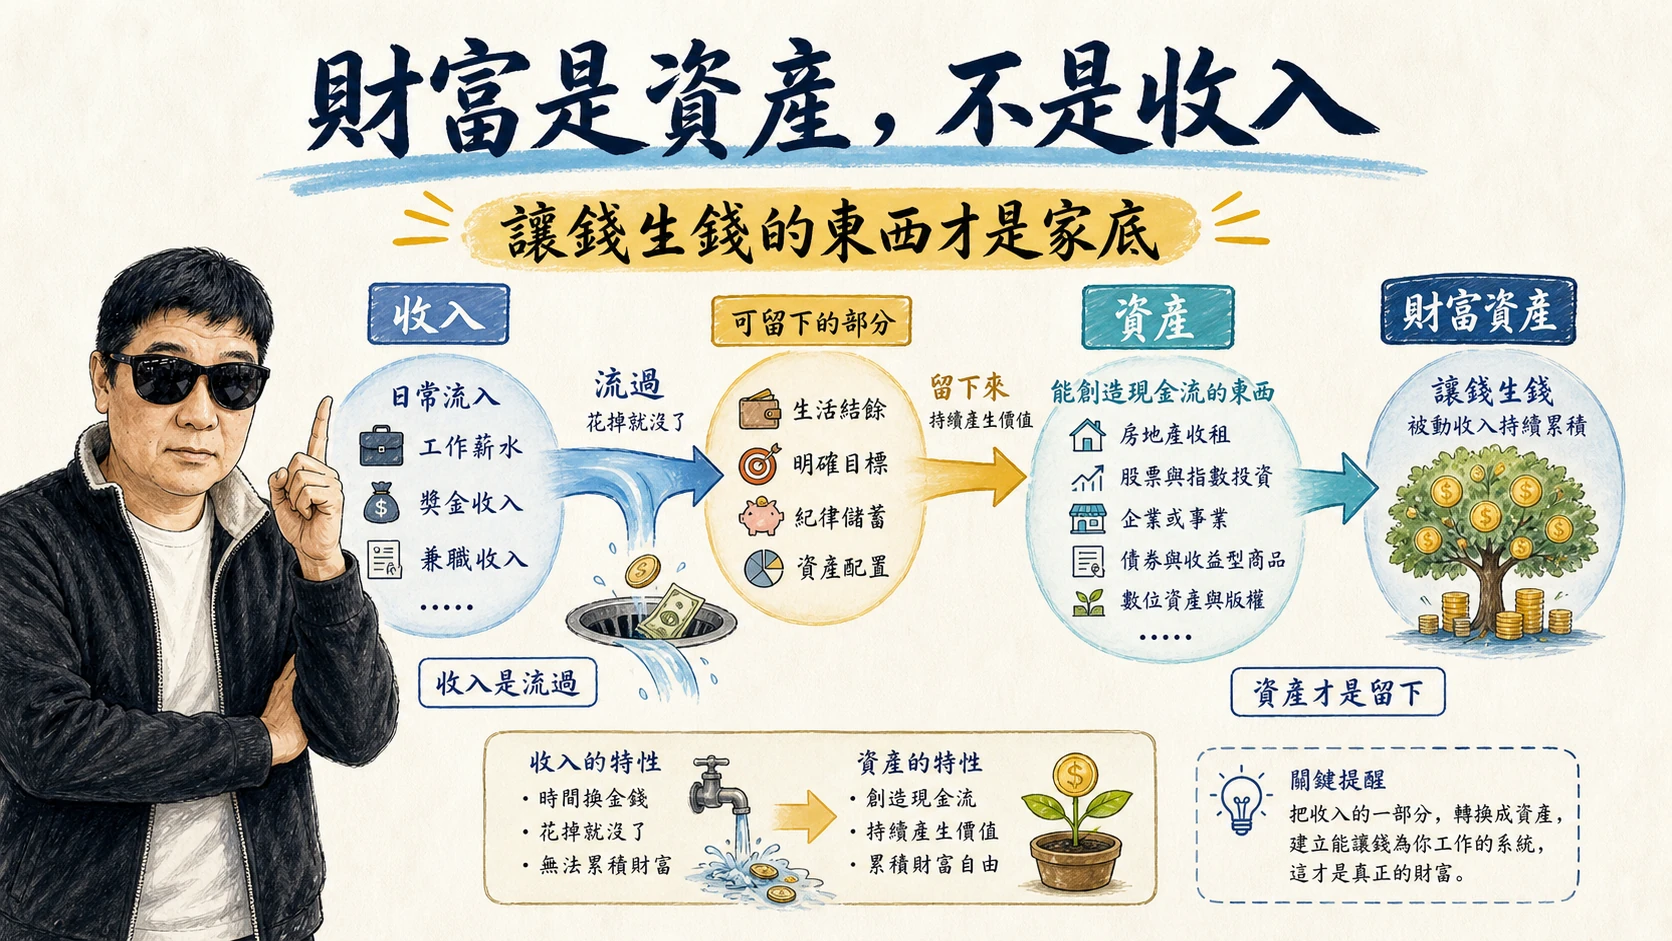 財富是資產，不是收入
讓錢生錢的東西才是家底
收入
日常流入
工作薪水
獎金收入
兼職收入
•••••
流過
花掉就沒了
收入是流過
可留下的部分
生活結餘
明確目標
紀律儲蓄
資產配置
留下來
持續產生價值
資產
能創造現金流的東西
房地產收租
股票與指數投資
企業或事業
債券與收益型商品
數位資產與版權
•••••
財富資產
讓錢生錢
被動收入持續累積
資產才是留下
收入的特性
・時間換金錢
・花掉就沒了
・無法累積財富
資產的特性
・創造現金流
・持續產生價值
・累積財富自由
關鍵提醒
把收入的一部分，轉換成資產，
建立能讓錢為你工作的系統，
這才是真正的財富。